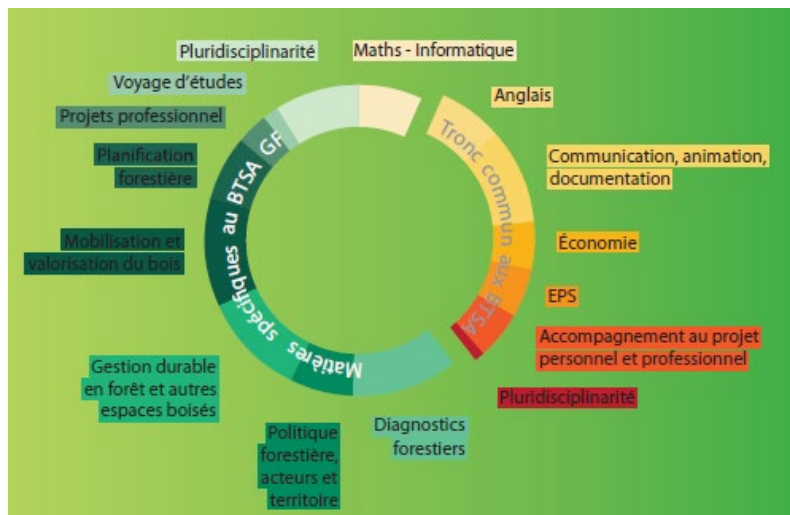 Pluridisciplinarité
Maths - Informatique
Voyage d'études
Anglais
Projets professionnel
Planification
forestière
Communication, animation,
documentation
Mobilisation et
valorisation du bois
Économie
EPS
Accompagnement au projet
personnel et professionnel
Gestion durable
en forêt et autres
espaces boisés
Pluridisciplinarité
Diagnostics
forestiers
Politique
forestière,
acteurs et
territoire
Tronc commun aux BTSA
Matières spécifiques au BTSA GF